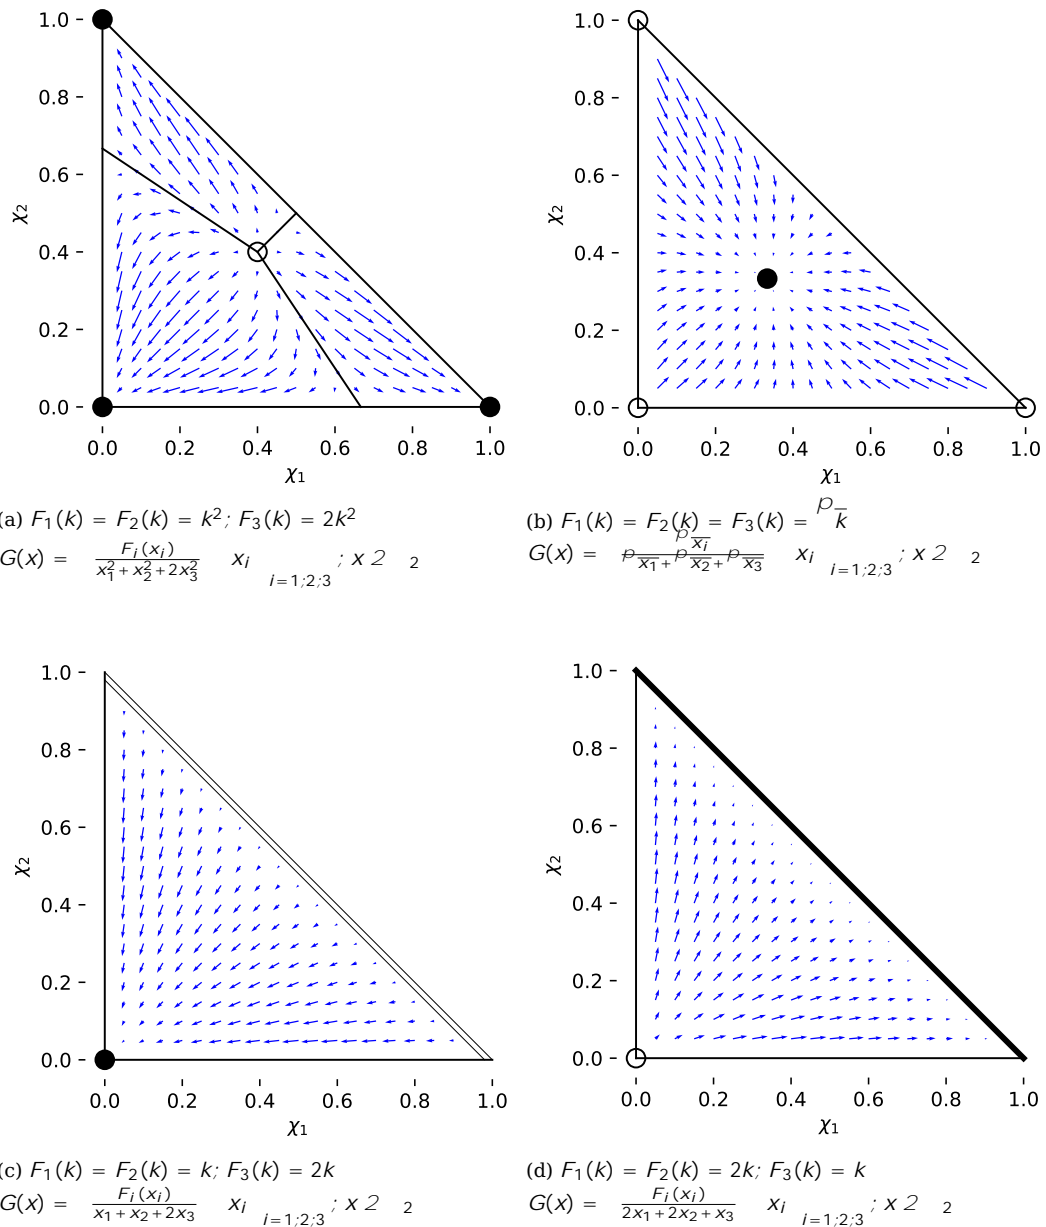 1.0
0.8
0.6
0.4
0.2
0.0
χ₂
0.0 0.2 0.4 0.6 0.8 1.0
χ₁
(a) F₁(k) = F₂(k) = k²; F₃(k) = 2k²
G(x) = Fᵢ(xᵢ) / x₁²+x₂²+2x₃² xᵢ i=1;2;3 ; x 2 2
1.0
0.8
0.6
0.4
0.2
0.0
χ₂
0.0 0.2 0.4 0.6 0.8 1.0
χ₁
(b) F₁(k) = F₂(k) = F₃(k) = p k
G(x) = p xᵢ / p x₁+ p x₂+ p x₃ xᵢ i=1;2;3 ; x 2 2
1.0
0.8
0.6
0.4
0.2
0.0
χ₂
0.0 0.2 0.4 0.6 0.8 1.0
χ₁
(c) F₁(k) = F₂(k) = k; F₃(k) = 2k
G(x) = Fᵢ(xᵢ) / x₁+x₂+2x₃ xᵢ i=1;2;3 ; x 2 2
1.0
0.8
0.6
0.4
0.2
0.0
χ₂
0.0 0.2 0.4 0.6 0.8 1.0
χ₁
(d) F₁(k) = F₂(k) = 2k; F₃(k) = k
G(x) = Fᵢ(xᵢ) / 2x₁+2x₂+x₃ xᵢ i=1;2;3 ; x 2 2